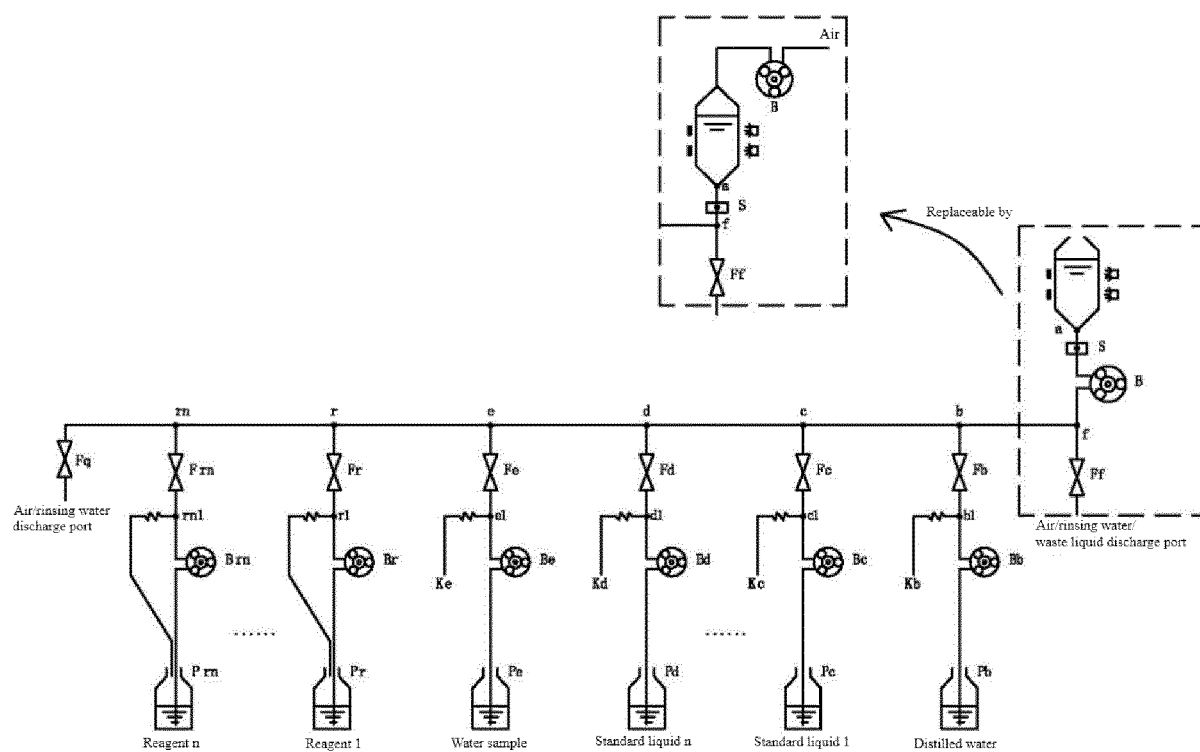 Air
B
a
S
f
Replaceable by
Ff
a
S
B
rn
r
e
d
c
b
f
Fq
Frn
Fr
Fe
Fd
Fc
Fb
Ff
Air/rinsing water
discharge port
Air/rinsing water/
waste liquid discharge port
rn1
r1
e1
d1
c1
b1
Brn
Br
Ke
Be
Kd
Bd
Kc
Bc
Kb
Bb
......
......
Prn
Pr
Pe
Pd
Pc
Pb
Reagent n
Reagent 1
Water sample
Standard liquid n
Standard liquid 1
Distilled water